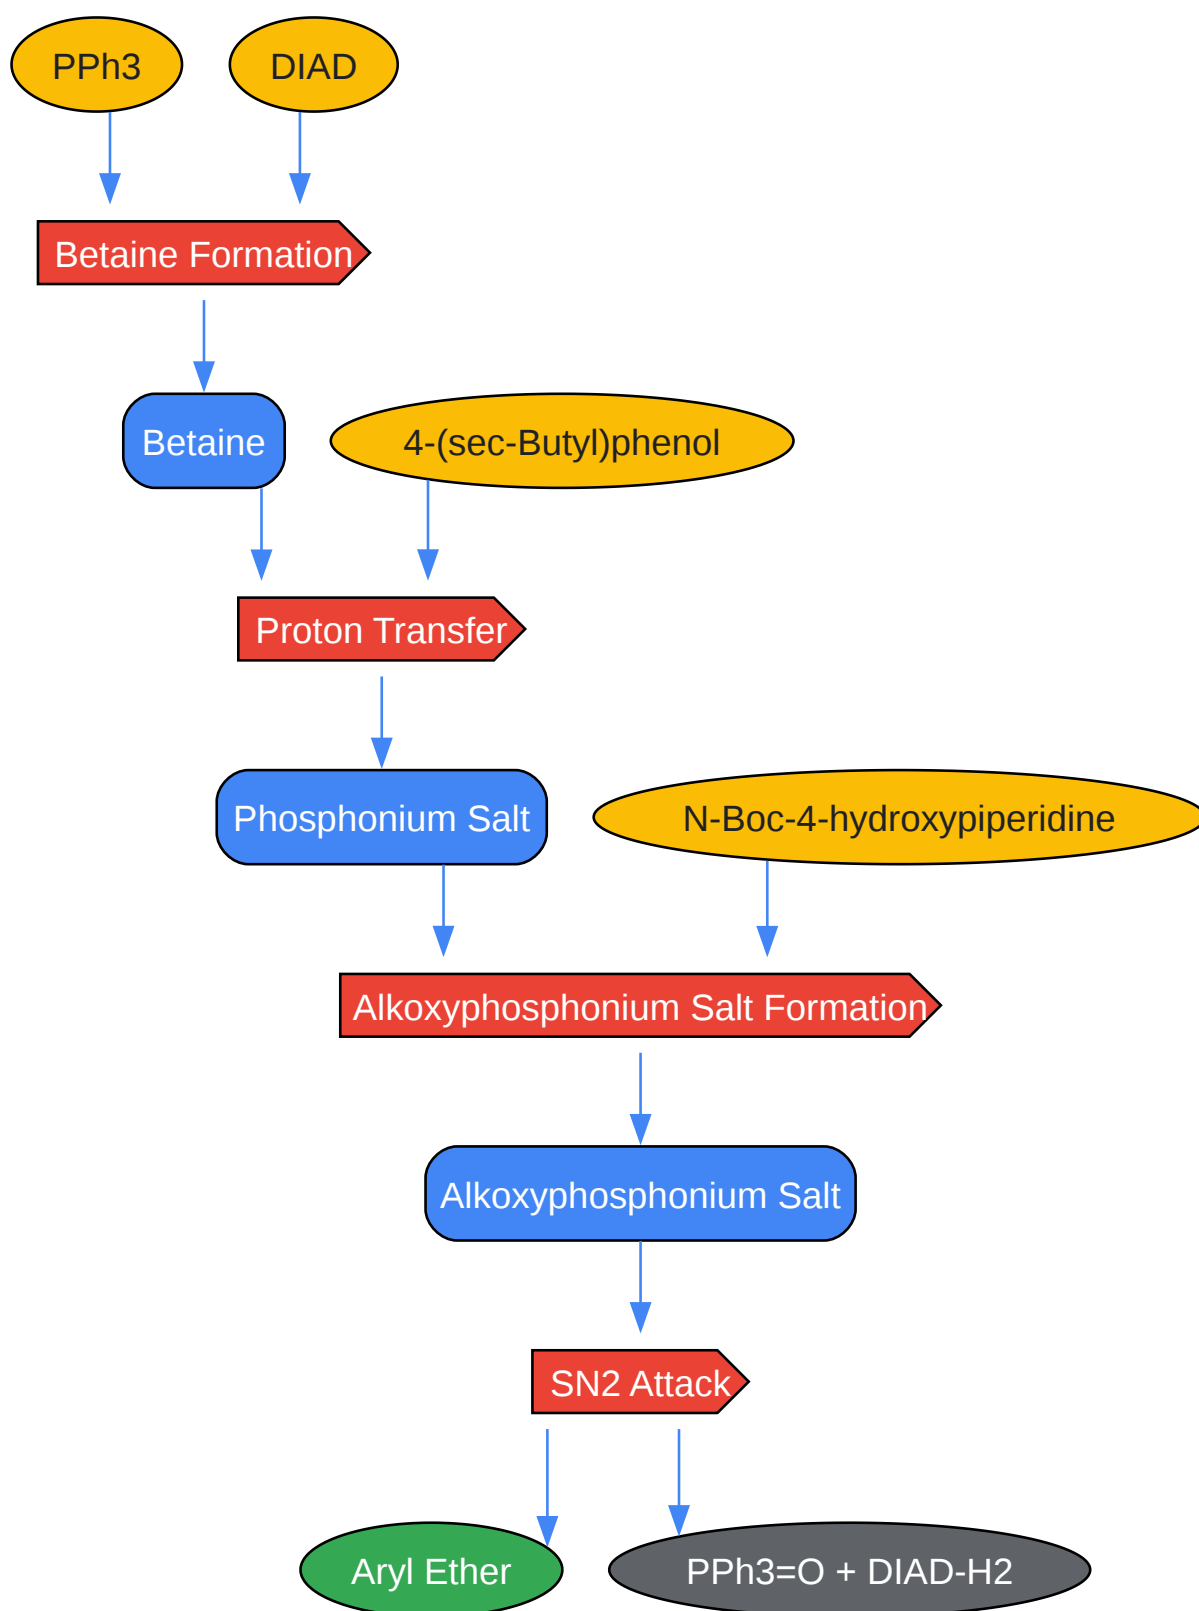 PPh3
DIAD
Betaine Formation
Betaine
4-(sec-Butyl)phenol
Proton Transfer
Phosphonium Salt
N-Boc-4-hydroxypiperidine
Alkoxyphosphonium Salt Formation
Alkoxyphosphonium Salt
SN2 Attack
Aryl Ether
PPh3=O + DIAD-H2